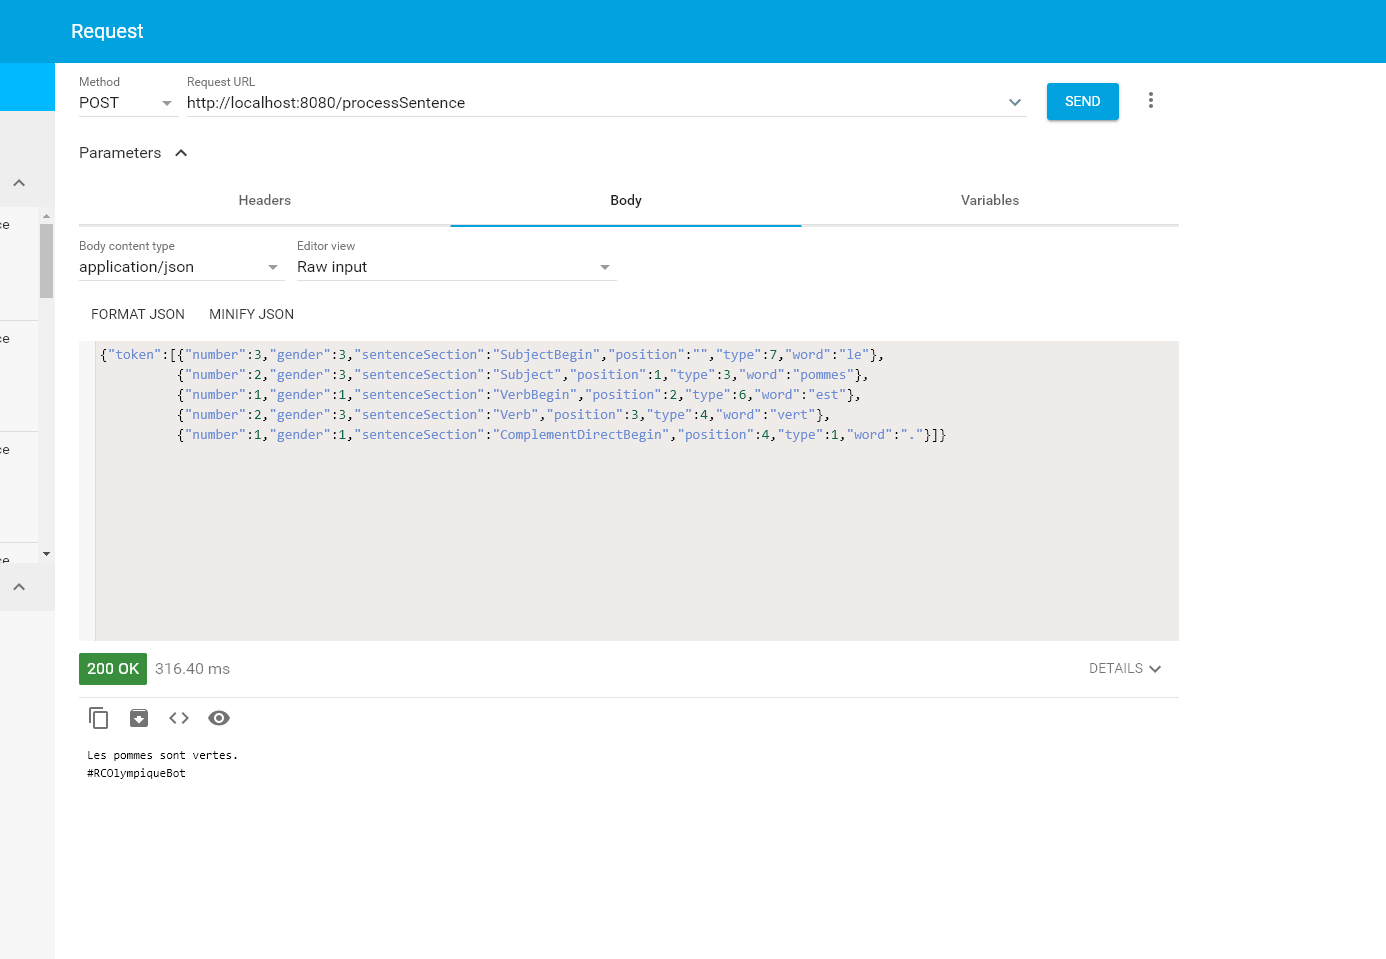 Request
Method
Request URL
POST
http://localhost:8080/processSentence
SEND
Parameters
Headers
Body
Variables
ce
Body content type
Editor view
application/json
Raw input
FORMAT JSON
MINIFY JSON
ce
{"token":[{"number":3,"gender":3,"sentenceSection":"SubjectBegin","position":"","type":7,"word":"le"},
{"number":2,"gender":3,"sentenceSection":"Subject","position":1,"type":3,"word":"pommes"},
{"number":1,"gender":1,"sentenceSection":"VerbBegin","position":2,"type":6,"word":"est"},
{"number":2,"gender":3,"sentenceSection":"Verb","position":3,"type":4,"word":"vert"},
{"number":1,"gender":1,"sentenceSection":"ComplementDirectBegin","position":4,"type":1,"word":"."}]}
ce
ce
200 OK
316.40 ms
DETAILS
Les pommes sont vertes.
#RCOlympiqueBot